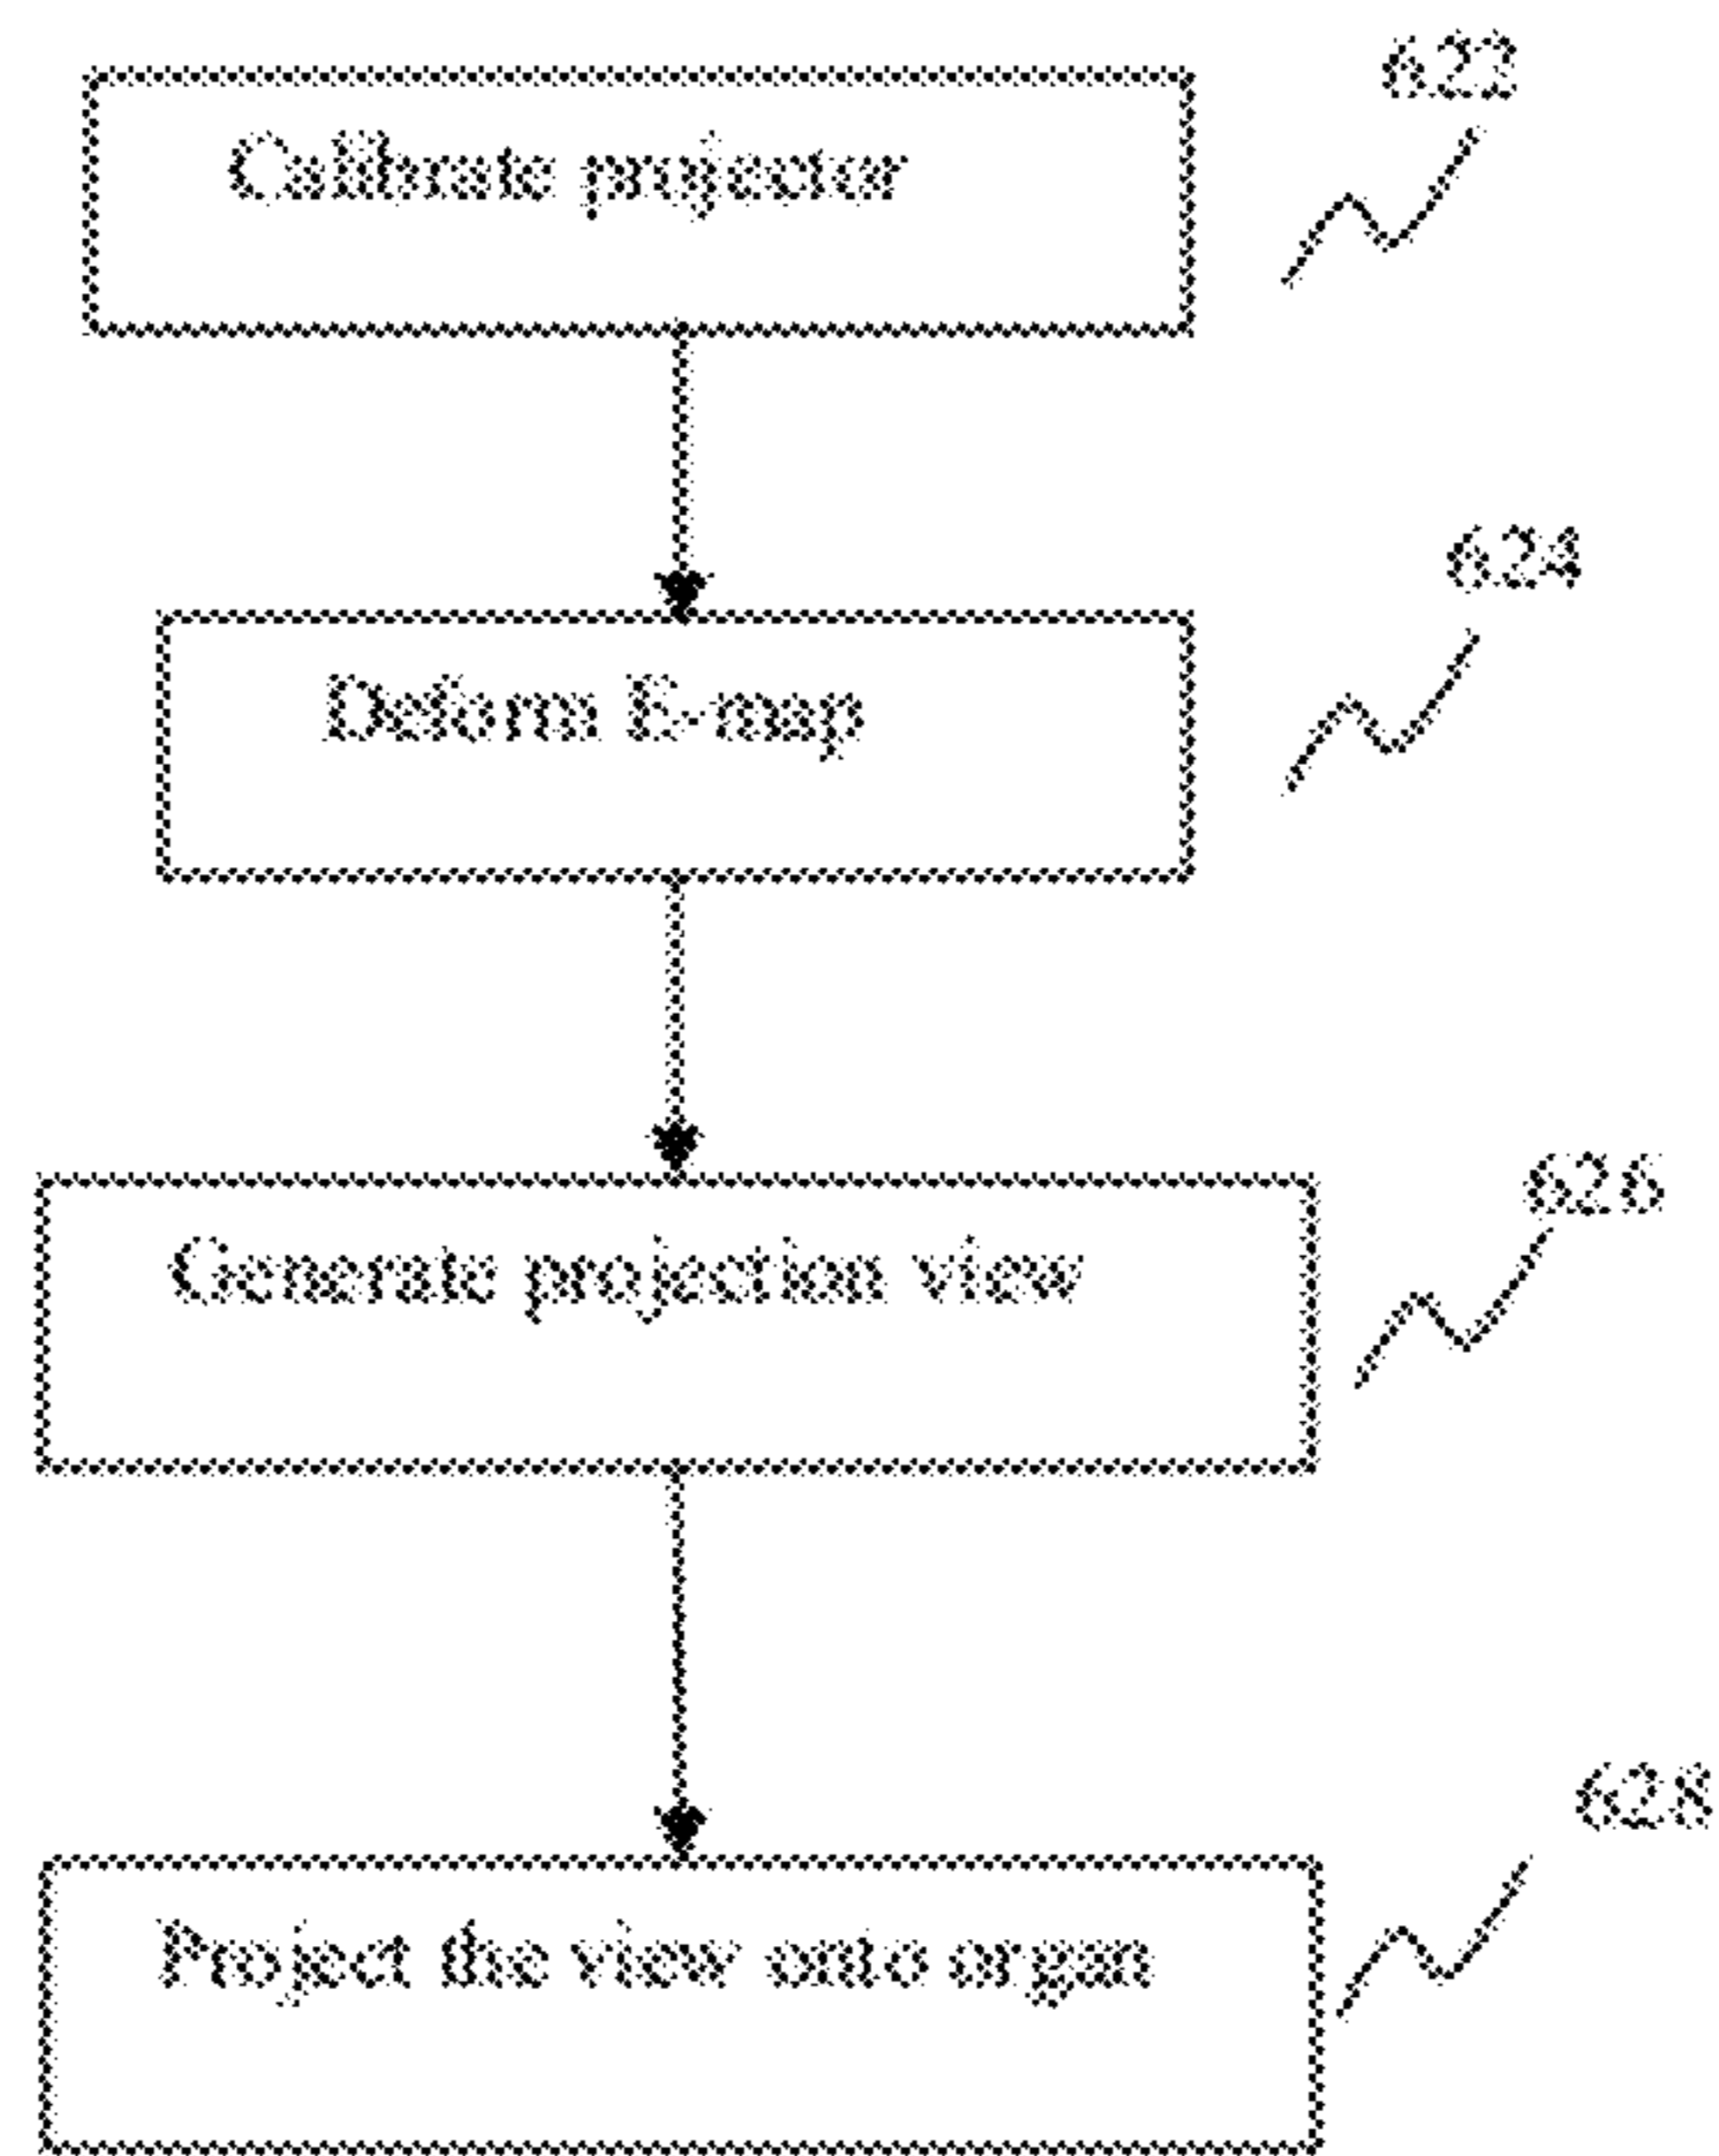 622
Calibrate projector
624
Deform E-map
626
Generate projection view
628
Project the view onto organ